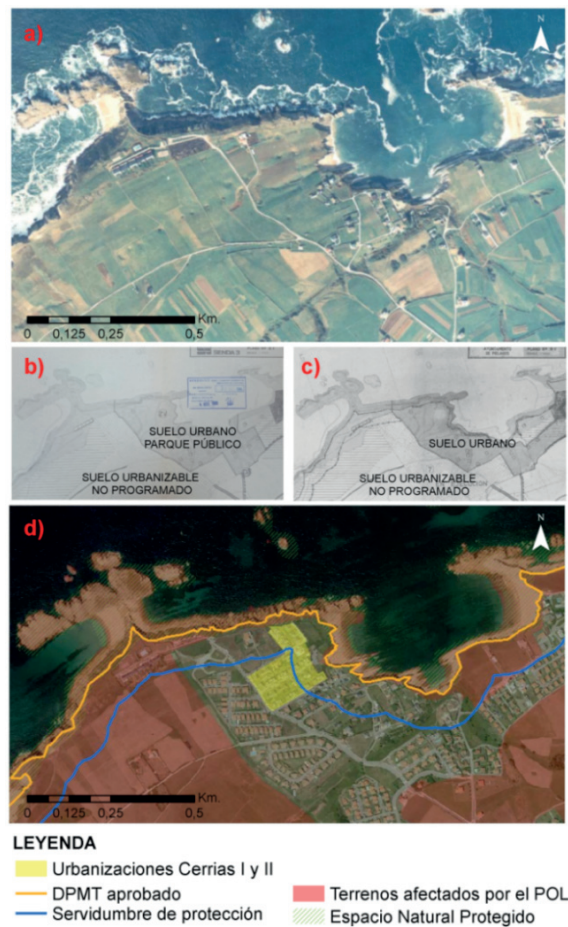 a)
N
Km.
0 0,125 0,25 0,5
b)
SUELO URBANO
PARQUE PÚBLICO
SUELO URBANIZABLE
NO PROGRAMADO
c)
SUELO URBANO
SUELO URBANIZABLE
NO PROGRAMADO
d)
N
Km.
0 0,125 0,25 0,5
LEYENDA
Urbanizaciones Cerrias I y II
DPMT aprobado
Servidumbre de protección
Terrenos afectados por el POL
Espacio Natural Protegido